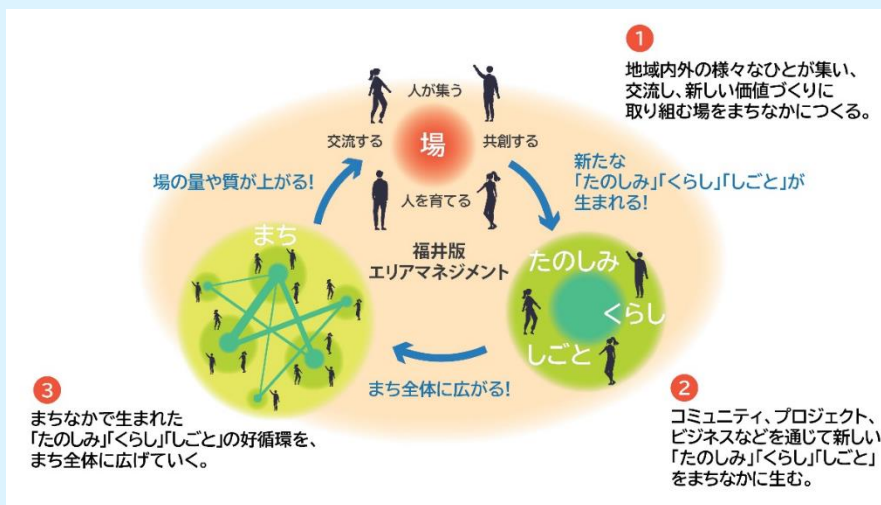 1
地域内外の様々なひとが集い、
交流し、新しい価値づくりに
取り組む場をまちなかにつくる。
人が集う
交流する
場
共創する
人を育てる
場の量や質が上がる!
新たな
「たのしみ」「くらし」「しごと」が
生まれる!
福井版
エリアマネジメント
まち
たのしみ
くらし
しごと
まち全体に広がる!
2
コミュニティ、プロジェクト、
ビジネスなどを通じて新しい
「たのしみ」「くらし」「しごと」
をまちなかに生む。
3
まちなかで生まれた
「たのしみ」「くらし」「しごと」の好循環を、
まち全体に広げていく。